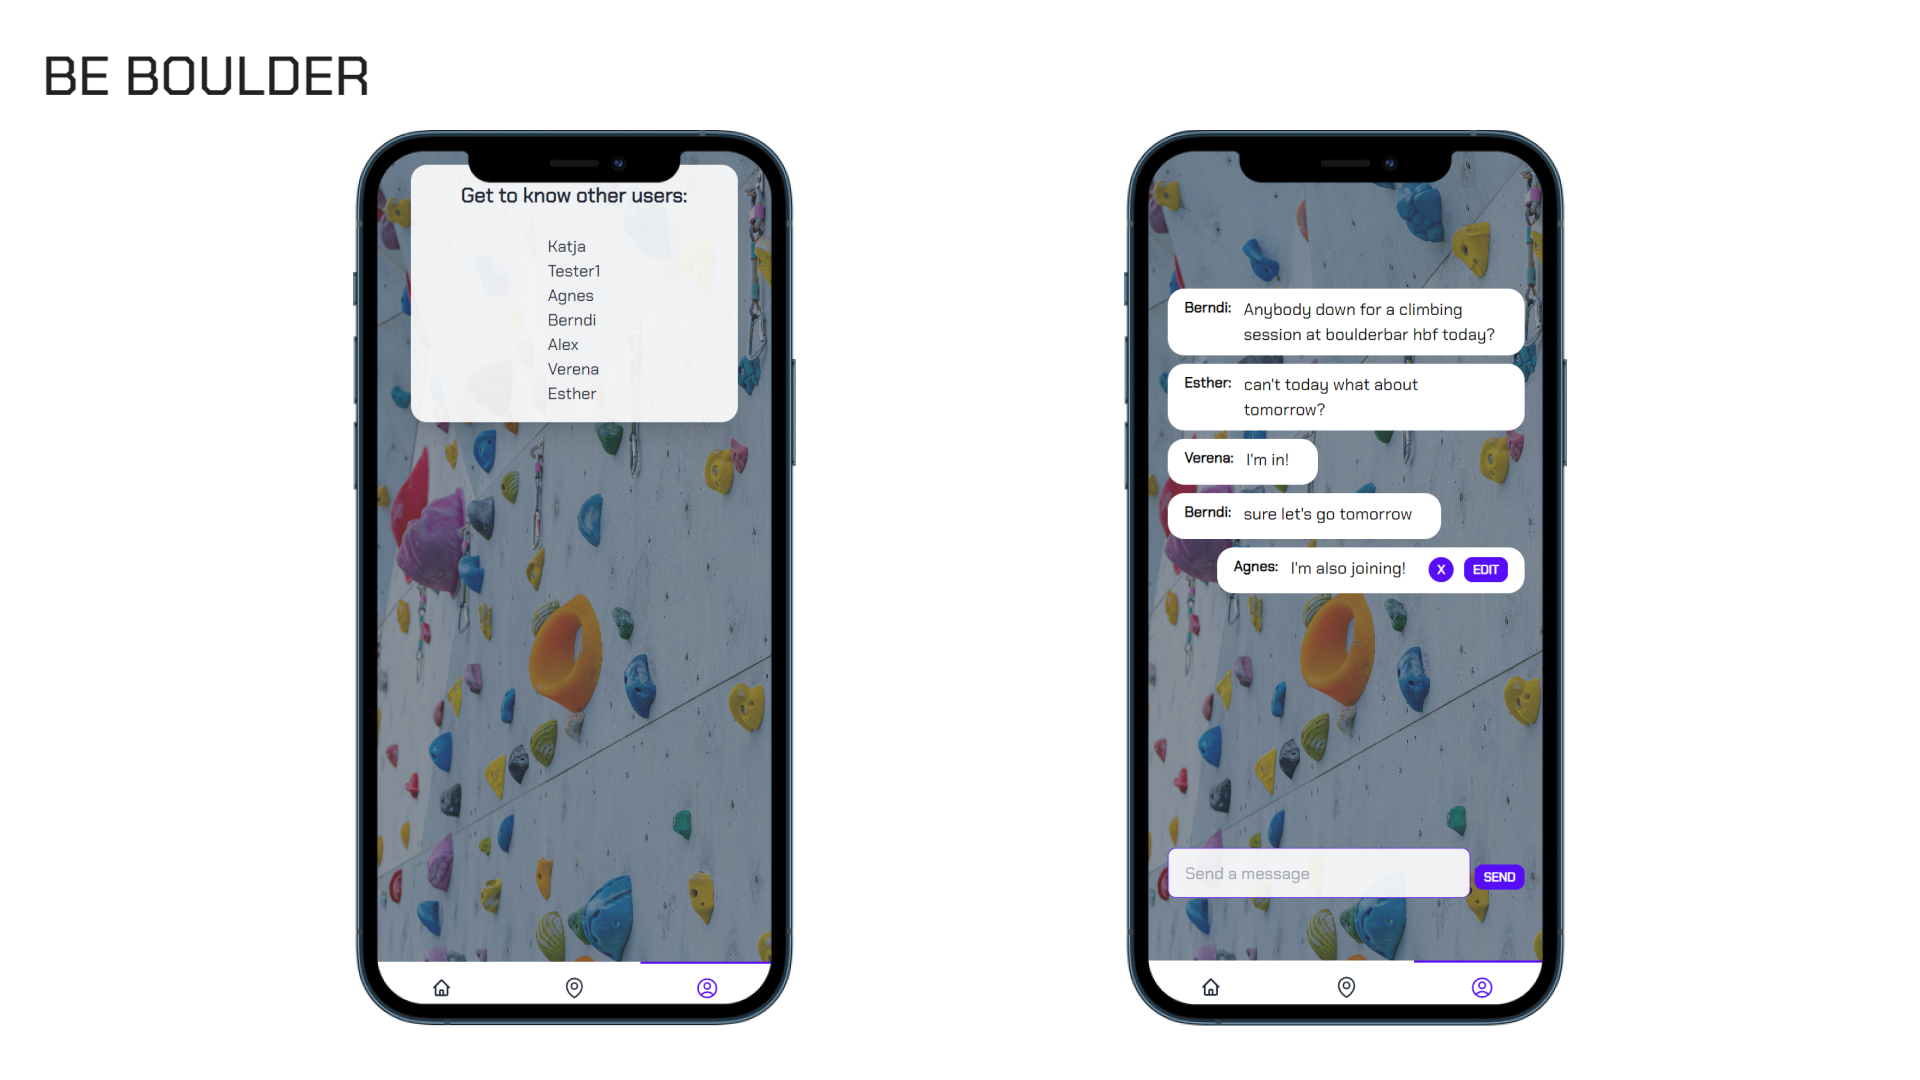 BE BOULDER
Get to know other users:
Katja
Tester1
Agnes
Berndi
Alex
Verena
Esther
Berndi: Anybody down for a climbing
session at boulderbar hbf today?
Esther: can't today what about
tomorrow?
Verena: I'm in!
Berndi: sure let's go tomorrow
Agnes: I'm also joining! X EDIT
Send a message SEND